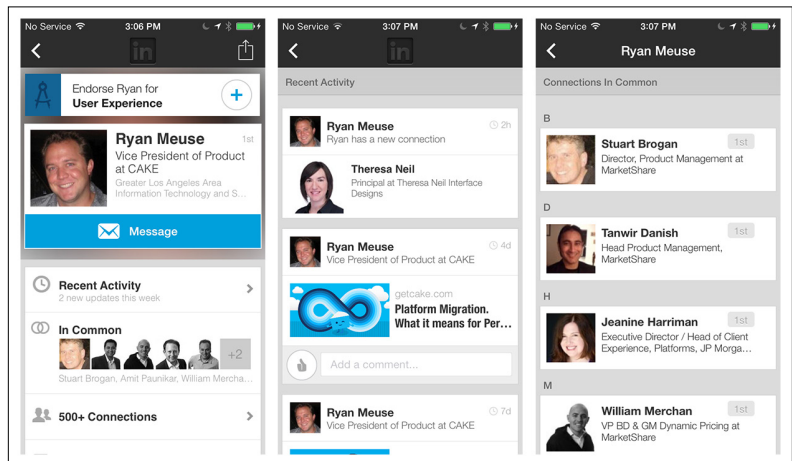 No Service 3:06 PM
in
Endorse Ryan for
User Experience
Ryan Meuse 1st
Vice President of Product
at CAKE
Greater Los Angeles Area
Information Technology and S...
Message
Recent Activity
2 new updates this week
In Common
+2
Stuart Brogan, Amit Paunikar, William Mercha...
500+ Connections
No Service 3:07 PM
in
Recent Activity
Ryan Meuse 2h
Ryan has a new connection
Theresa Neil
Principal at Theresa Neil Interface
Designs
Ryan Meuse 4d
Vice President of Product at CAKE
getcake.com
Platform Migration.
What it means for Per...
Add a comment...
Ryan Meuse 7d
Vice President of Product at CAKE
No Service 3:07 PM
Ryan Meuse
Connections In Common
B
Stuart Brogan 1st
Director, Product Management at
MarketShare
D
Tanwir Danish 1st
Head Product Management,
MarketShare
H
Jeanine Harriman 1st
Executive Director / Head of Client
Experience, Platforms, JP Morga...
M
William Merchan 1st
VP BD & GM Dynamic Pricing at
MarketShare